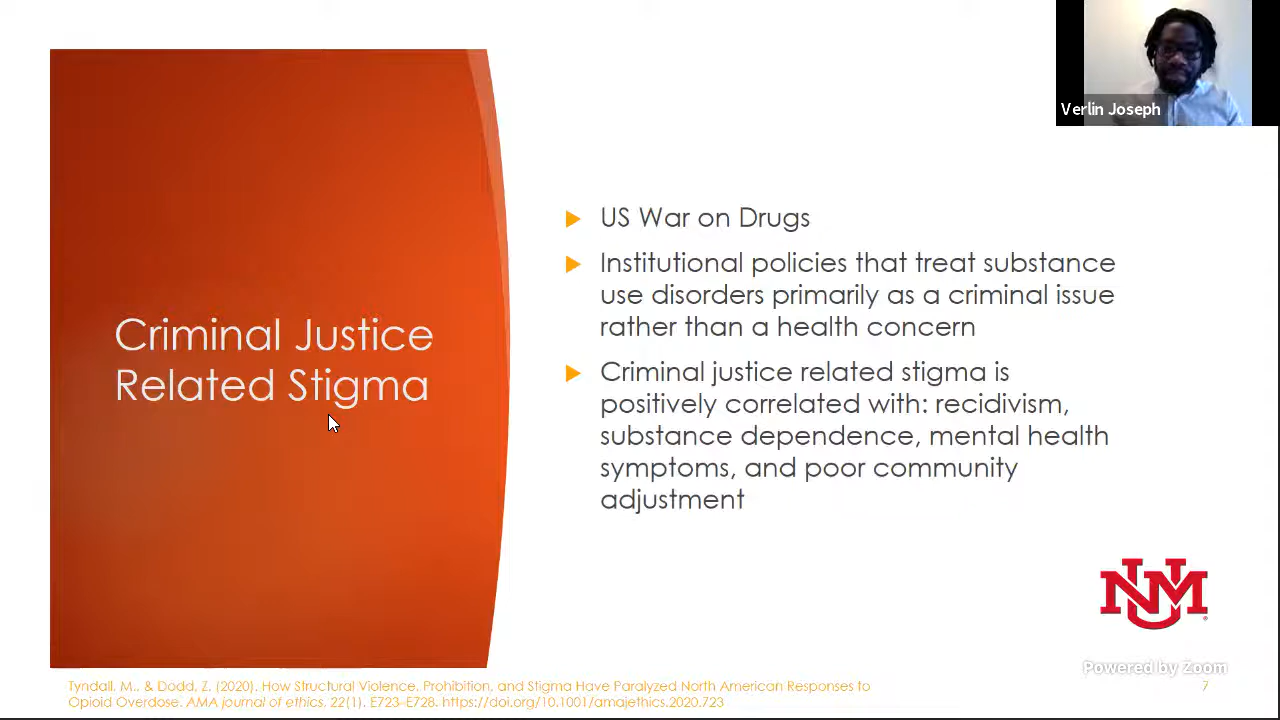 Verlin Joseph
Criminal Justice
Related Stigma
US War on Drugs
Institutional policies that treat substance
use disorders primarily as a criminal issue
rather than a health concern
Criminal justice related stigma is
positively correlated with: recidivism,
substance dependence, mental health
symptoms, and poor community
adjustment
UNM
Powered by Zoom
Tyndall, M., & Dodd, Z. (2020). How Structural Violence, Prohibition, and Stigma Have Paralyzed North American Responses to
Opioid Overdose. AMA journal of ethics, 22(1), E723–E728. https://doi.org/10.1001/amajethics.2020.723
7